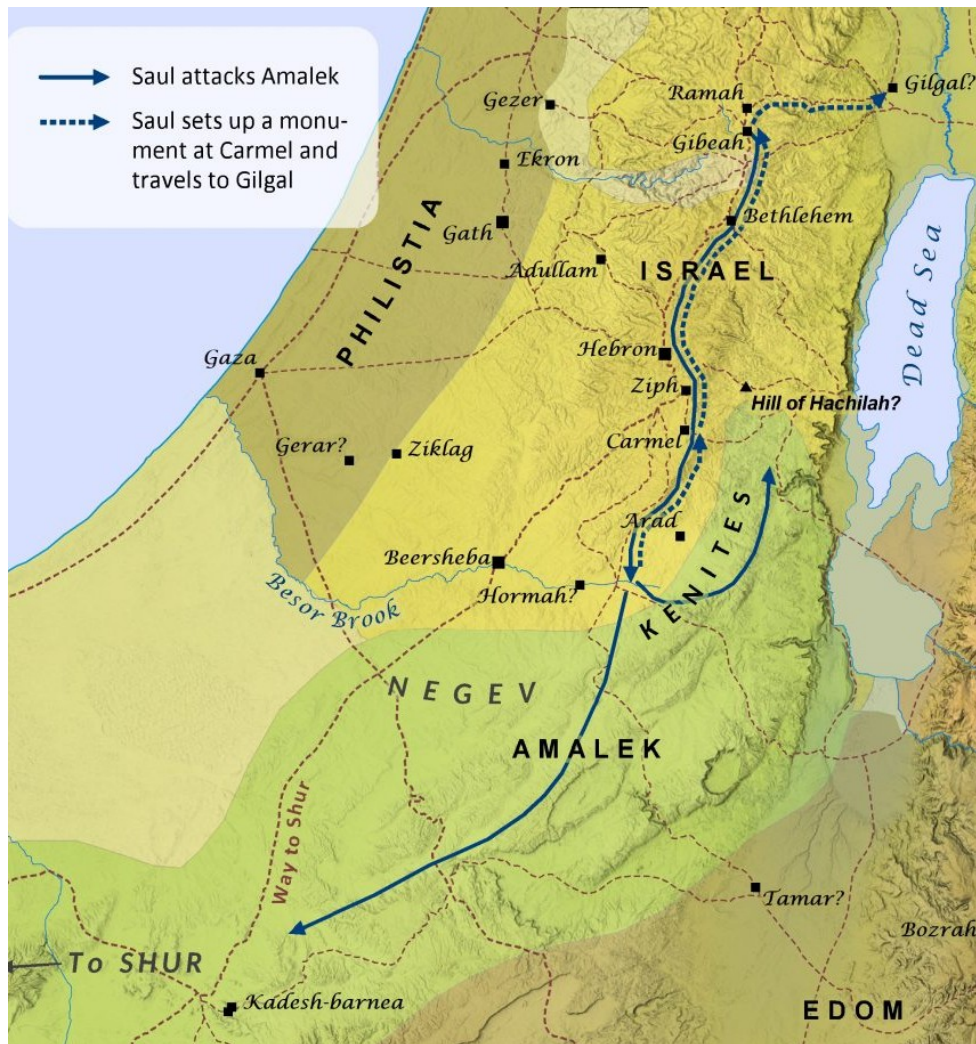 Saul attacks Amalek
Saul sets up a monu-
ment at Carmel and
travels to Gilgal
Gezer
Ramah
Gilgal?
Gibeah
Ekron
PHILISTIA
Gath
Bethlehem
Adullam
ISRAEL
Dead Sea
Hebron
Gaza
Ziph
Hill of Hachilah?
Carmel
Gerar?
Ziklag
Arad
KENITES
Beersheba
Hormah?
Besor Brook
NEGEV
AMALEK
Way to Shur
Tamar?
Bozrah
To SHUR
Kadesh-barnea
EDOM